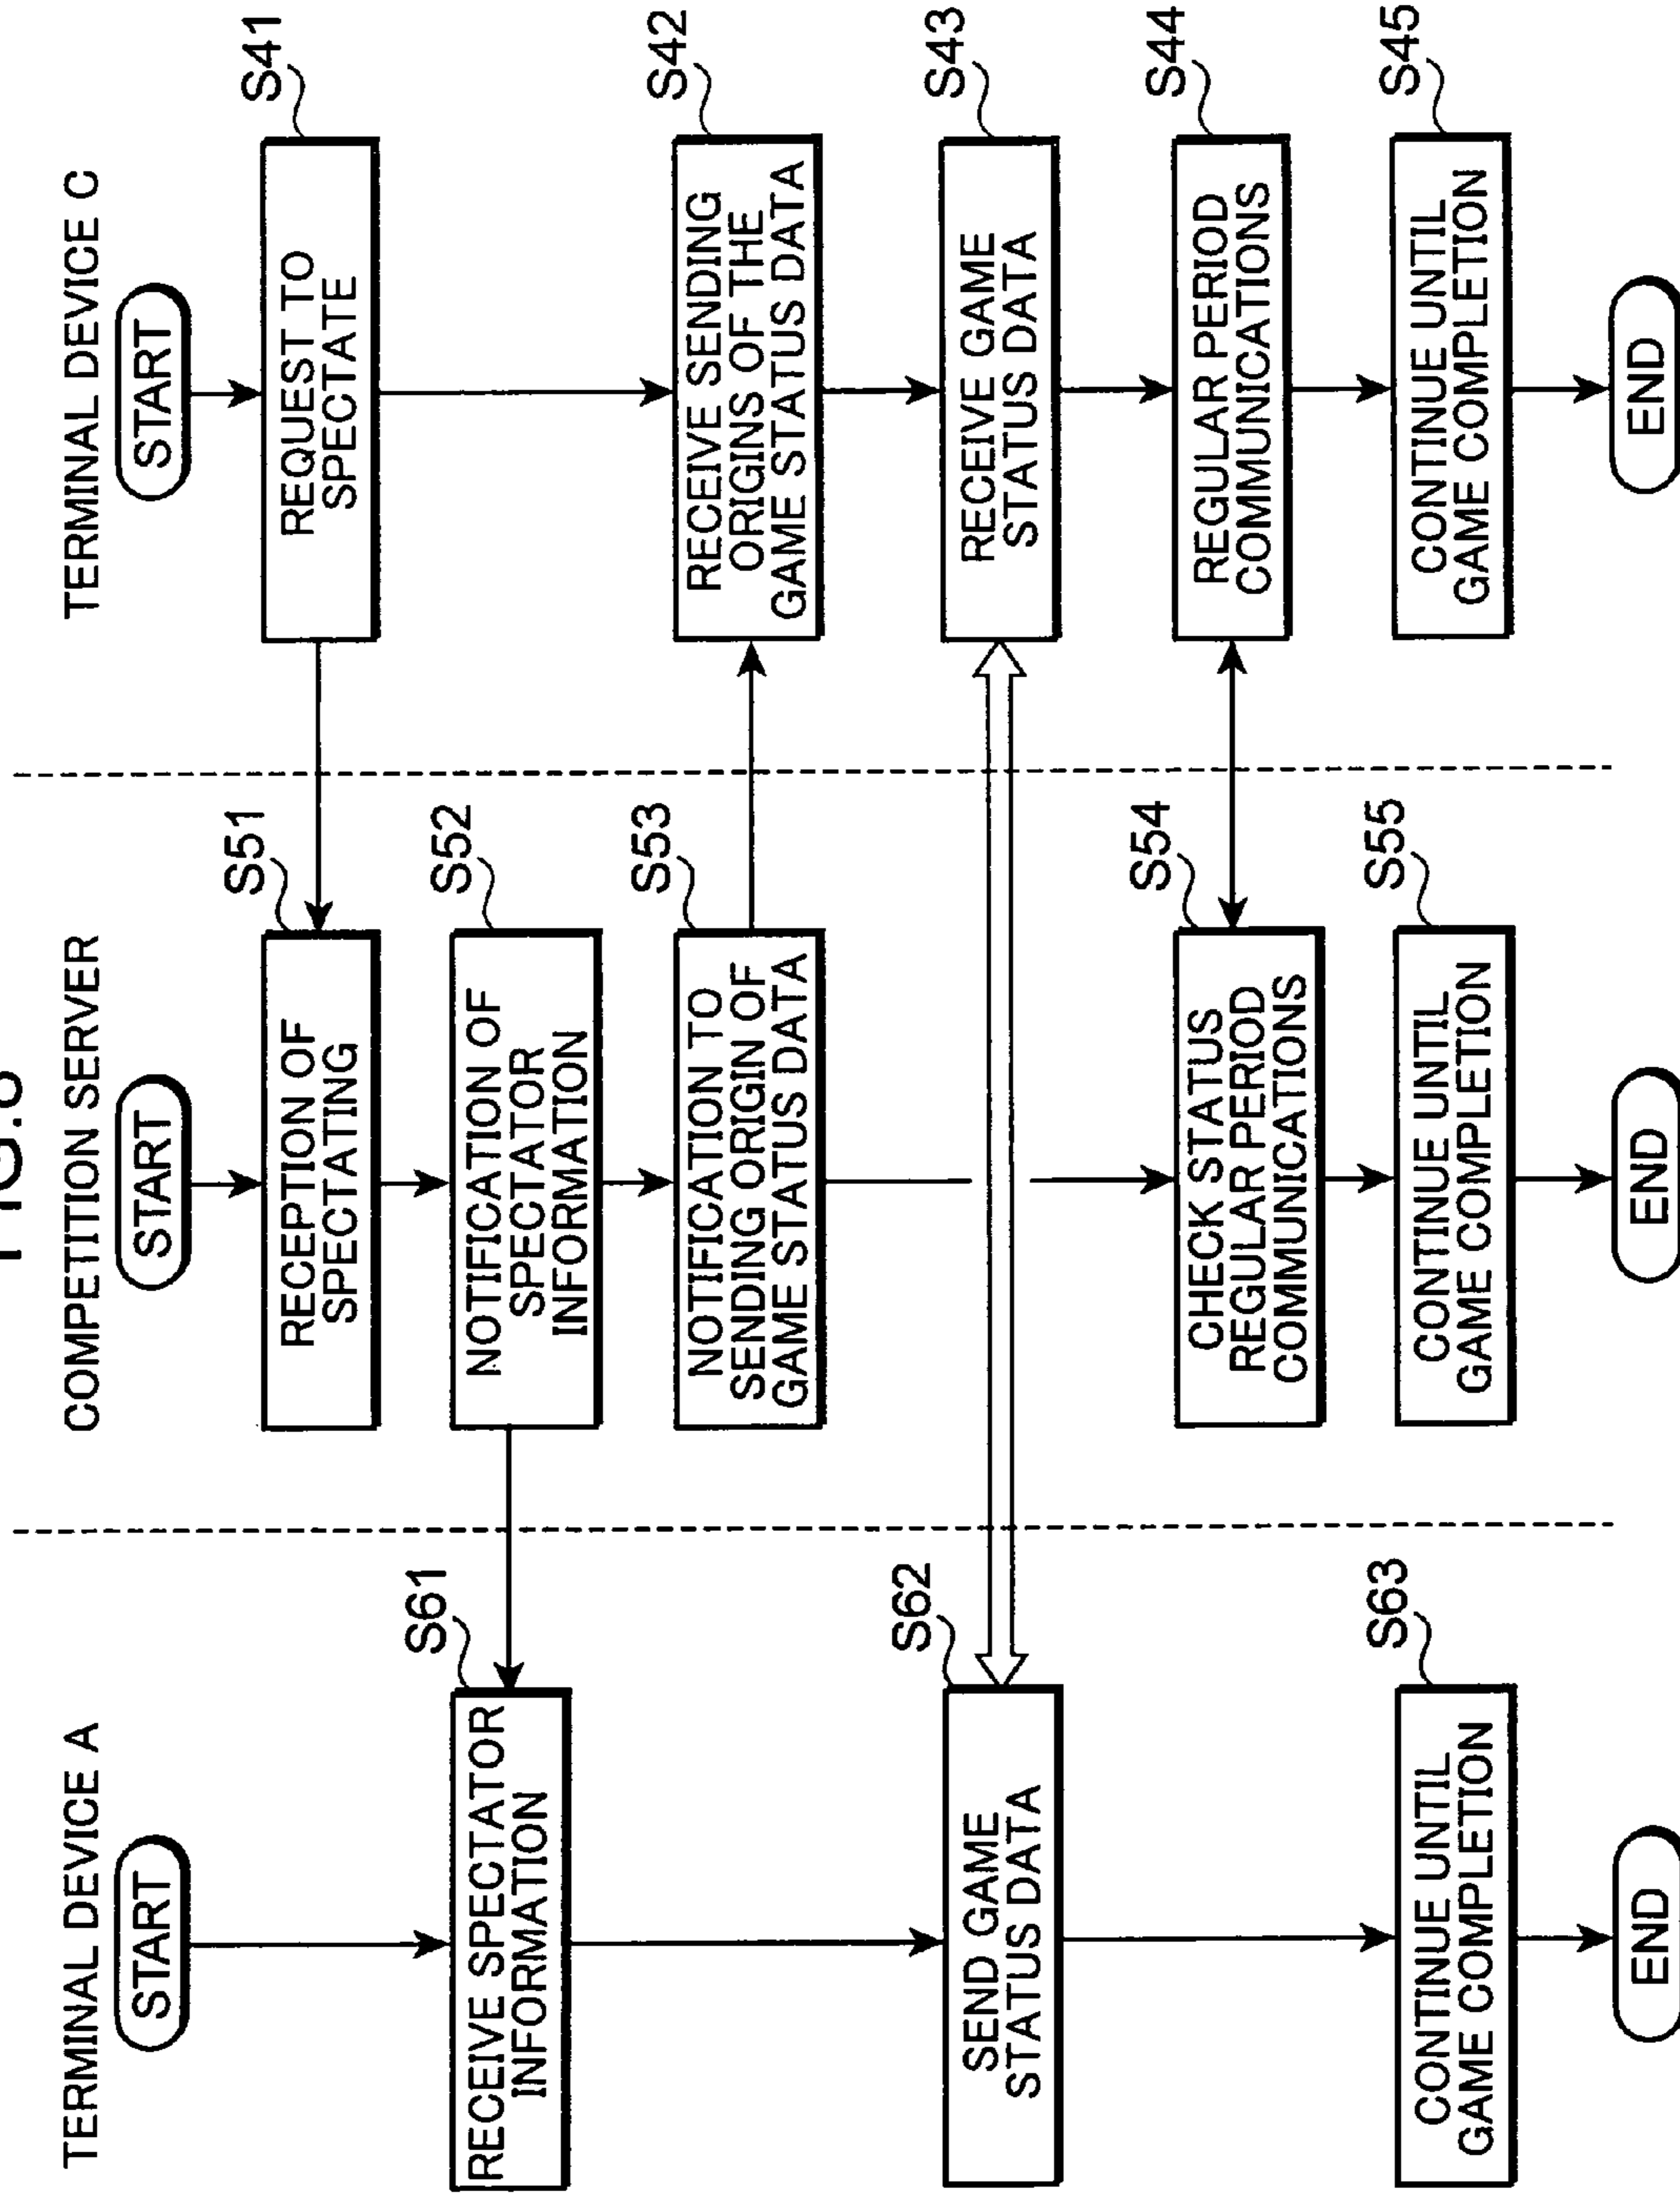 TERMINAL DEVICE A
START
S61
RECEIVE SPECTATOR
INFORMATION
S62
SEND GAME
STATUS DATA
S63
CONTINUE UNTIL
GAME COMPLETION
END
COMPETITION SERVER
START
S51
RECEPTION OF
SPECTATING
S52
NOTIFICATION OF
SPECTATOR
INFORMATION
S53
NOTIFICATION TO
SENDING ORIGIN OF
GAME STATUS DATA
S54
CHECK STATUS
REGULAR PERIOD
COMMUNICATIONS
S55
CONTINUE UNTIL
GAME COMPLETION
END
TERMINAL DEVICE C
START
S41
REQUEST TO
SPECTATE
S42
RECEIVE SENDING
ORIGINS OF THE
GAME STATUS DATA
S43
RECEIVE GAME
STATUS DATA
S44
REGULAR PERIOD
COMMUNICATIONS
S45
CONTINUE UNTIL
GAME COMPLETION
END